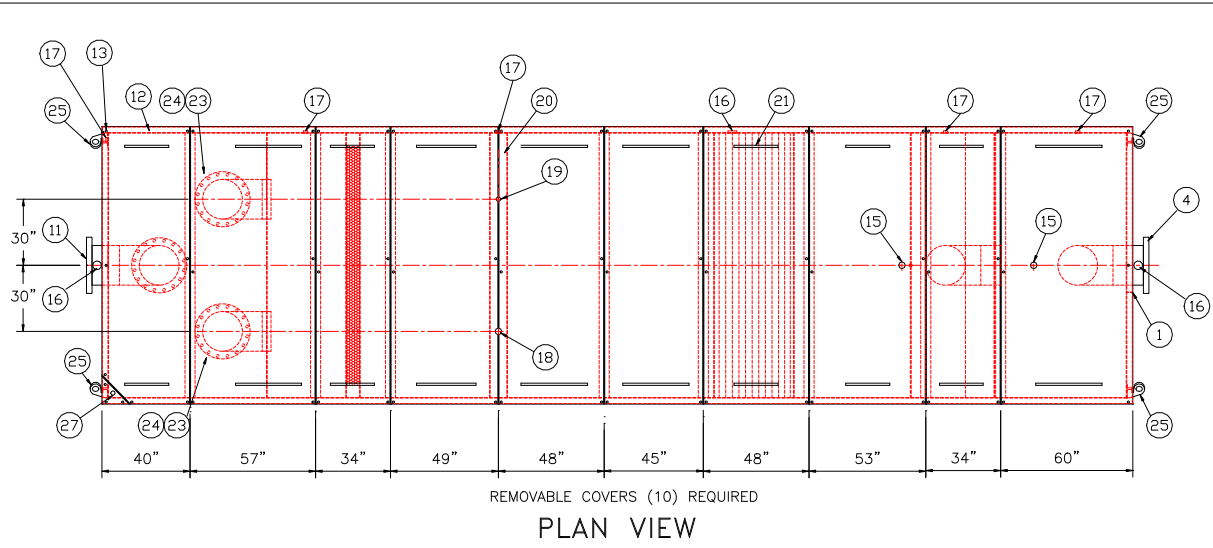 17 13 17 17 16 21 17 17
25 12 24 23 20 25
19
11 15 15 4
30”
16 16
30”
18 1
25
27 24 23 25
40” 57” 34” 49” 48” 45” 48” 53” 34” 60”
REMOVABLE COVERS (10) REQUIRED
PLAN VIEW